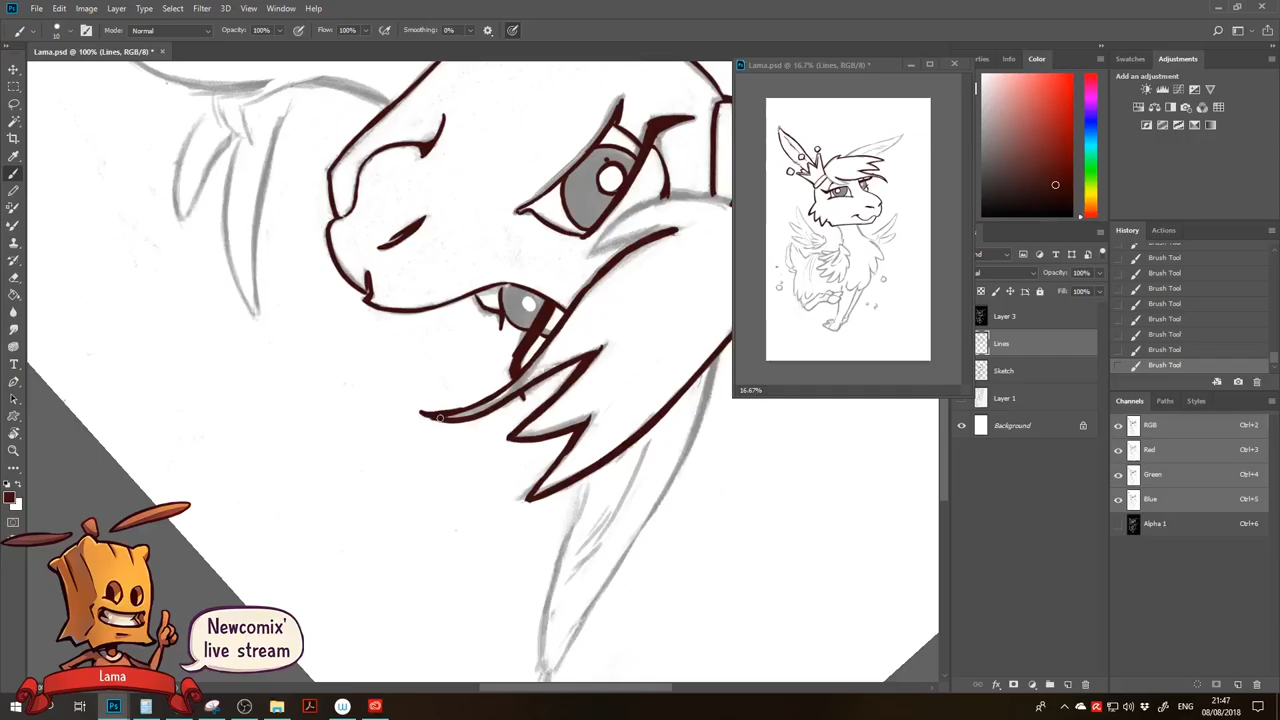 File Edit Image Layer Type Select Filter 3D View Window Help
10 Mode: Normal Opacity: 100% Flow: 100% Smoothing: 0%
Lama.psd @ 100% (Lines, RGB/8) *
Lama.psd @ 16.7% (Lines, RGB/8) *
16.67%
Info Color
Swatches Adjustments
Add an adjustment
Opacity: 100%
Fill: 100%
Layer 3
Lines
Sketch
Layer 1
Background
History Actions
Brush Tool
Brush Tool
Brush Tool
Brush Tool
Brush Tool
Brush Tool
Brush Tool
Brush Tool
Channels Paths Styles
RGB Ctrl+2
Red Ctrl+3
Green Ctrl+4
Blue Ctrl+5
Alpha 1 Ctrl+6
Newcomix'
live stream
Lama
ENG 21:47
08/08/2018